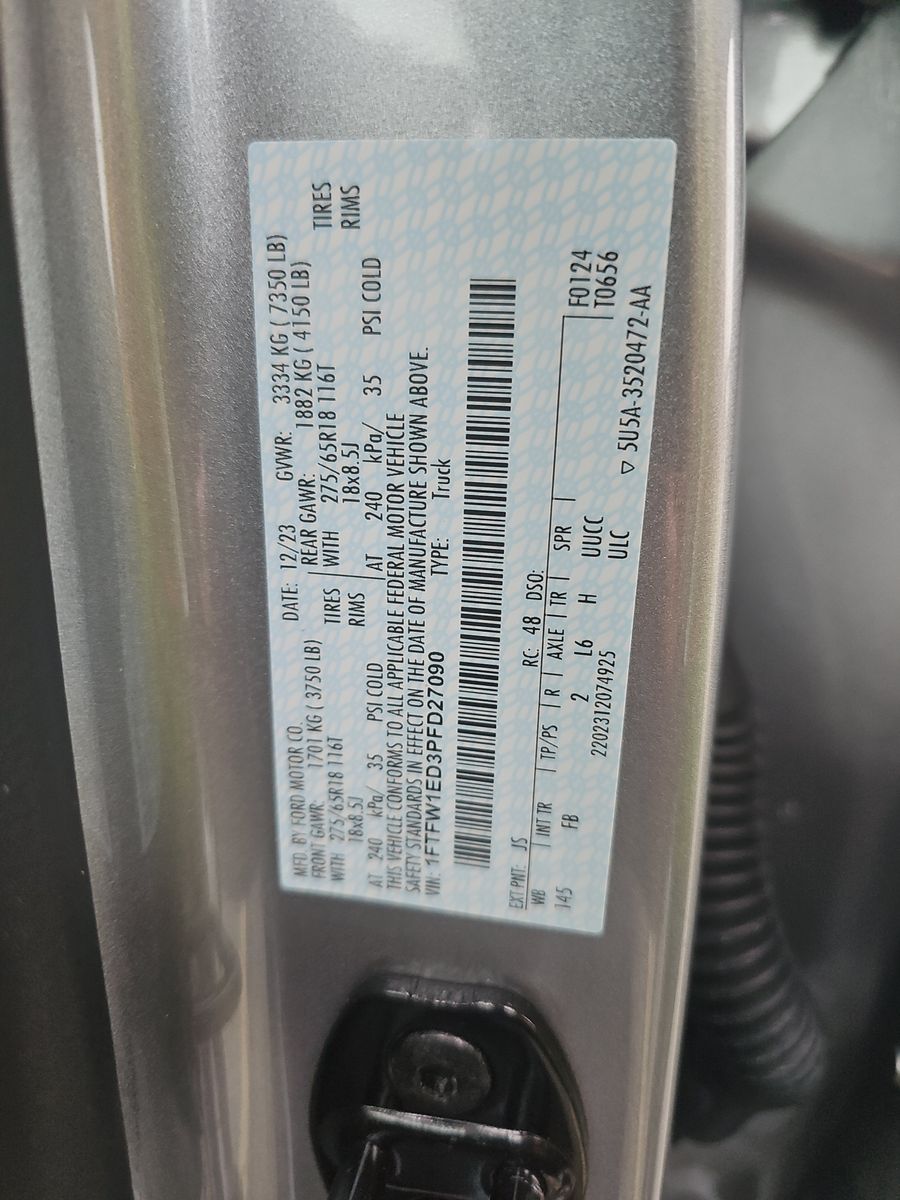 MFD. BY FORD MOTOR CO. DATE: 12/23 GVWR: 3334 KG ( 7350 LB)
FRONT GAWR: 1701 KG ( 3750 LB) REAR GAWR: 1882 KG ( 4150 LB)
WITH 275/65R18 116T TIRES WITH 275/65R18 116T TIRES
18x8.5J RIMS 18x8.5J RIMS
AT 240 kPa/ 35 PSI COLD AT 240 kPa/ 35 PSI COLD
THIS VEHICLE CONFORMS TO ALL APPLICABLE FEDERAL MOTOR VEHICLE
SAFETY STANDARDS IN EFFECT ON THE DATE OF MANUFACTURE SHOWN ABOVE.
VIN: 1FTFW1ED3PFD27090 TYPE: Truck
EXT PNT: JS RC: 48 DSO:
WB INT TR TP/PS R AXLE TR SPR F0124
145 FB 2 L6 H UUCC T0656
2202312074925 ULC ▽ 5U5A-3520472-AA